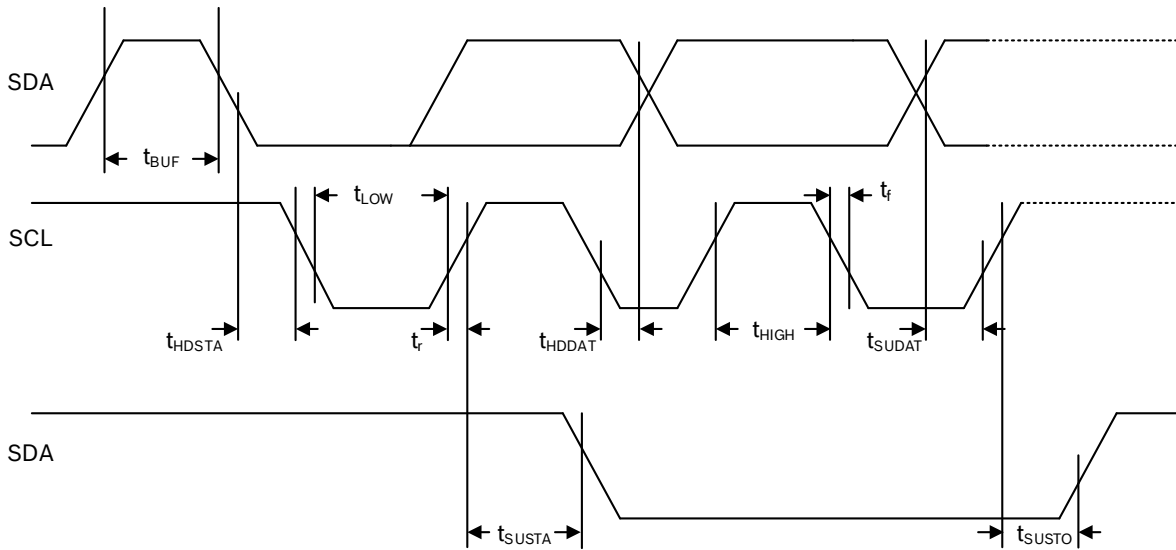 SDA
tBUF
tLOW
tf
SCL
tHDSTA
tr
tHDDAT
tHIGH
tSUDAT
SDA
tSUSTA
tSUSTO